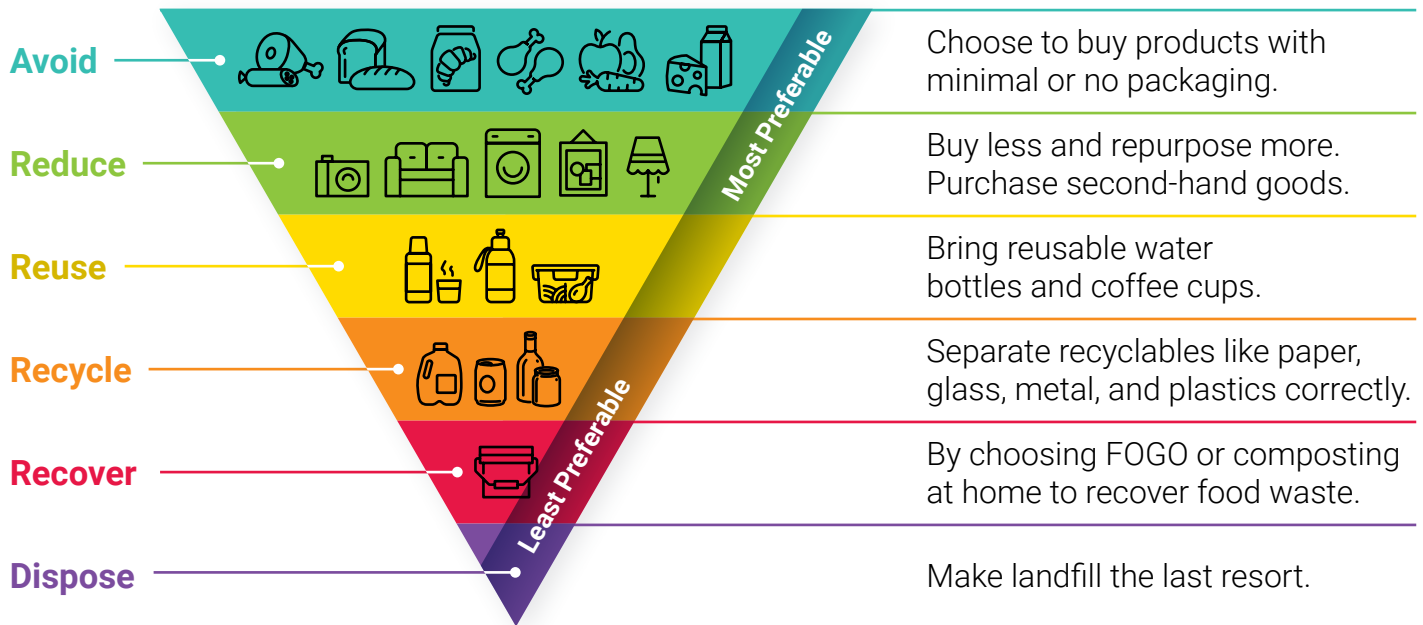 Avoid
Choose to buy products with
minimal or no packaging.
Reduce
Buy less and repurpose more.
Purchase second-hand goods.
Reuse
Bring reusable water
bottles and coffee cups.
Recycle
Separate recyclables like paper,
glass, metal, and plastics correctly.
Recover
By choosing FOGO or composting
at home to recover food waste.
Dispose
Make landfill the last resort.
Most Preferable
Least Preferable